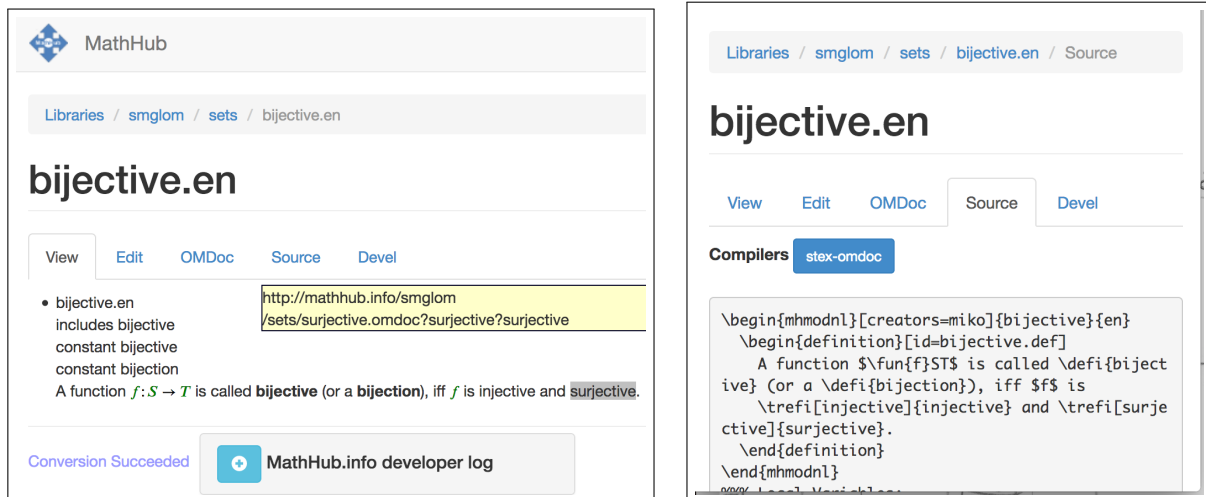 MathHub
Libraries / smglom / sets / bijective.en
bijective.en
View Edit OMDoc Source Devel
• bijective.en
includes bijective
constant bijective
constant bijection
A function f : S → T is called bijective (or a bijection), iff f is injective and surjective.
http://mathhub.info/smglom
/sets/surjective.omdoc?surjective?surjective
Conversion Succeeded
MathHub.info developer log
Libraries / smglom / sets / bijective.en / Source
bijective.en
View Edit OMDoc Source Devel
Compilers stex-omdoc
\begin{mhmodnl}[creators=miko]{bijective}{en}
\begin{definition}[id=bijective.def]
A function $\fun{f}ST$ is called \defi{biject
ive} (or a \defi{bijection}), iff $f$ is
\trefi[injective]{injective} and \trefi[surje
ctive]{surjective}.
\end{definition}
\end{mhmodnl}
%%% Local Variables: